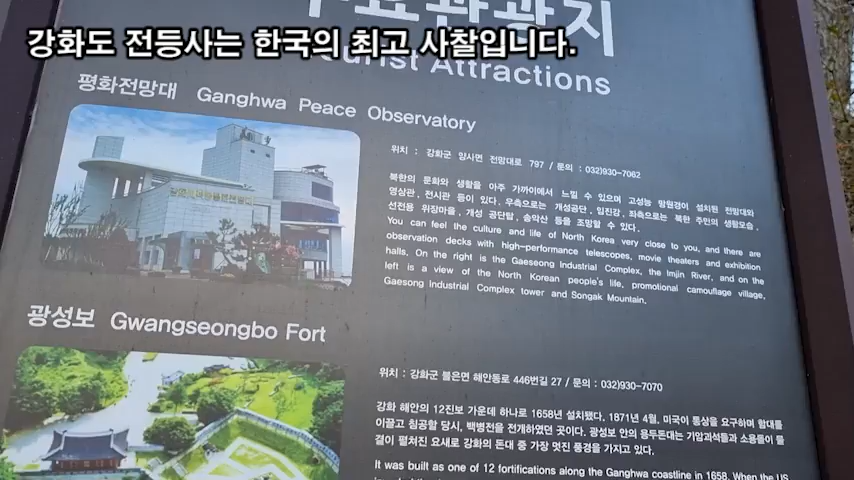 주요관광지
강화도 전등사는 한국의 최고 사찰입니다.
Tourist Attractions
평화전망대 Ganghwa Peace Observatory
위치 : 강화군 양사면 전망대로 797 / 문의 : 032)930-7062
북한의 문화와 생활을 아주 가까이에서 느낄 수 있으며 고성능 망원경이 설치된 전망대와
영상관, 전시관 등이 있다. 우측으로는 개성공단, 임진강, 좌측으로는 북한 주민의 생활모습,
선전용 위장마을, 개성 공단탑, 송악산 등을 조망할 수 있다.
You can feel the culture and life of North Korea very close to you, and there are
observation decks with high-performance telescopes, movie theaters and exhibition
halls. On the right is the Gaeseong Industrial Complex, the Imjin River, and on the
left is a view of the North Korean people's life, promotional camouflage village,
Gaesong Industrial Complex tower and Songak Mountain.
광성보 Gwangseongbo Fort
위치 : 강화군 불은면 해안동로 446번길 27 / 문의 : 032)930-7070
강화 해안의 12진보 가운데 하나로 1658년 설치됐다. 1871년 4월, 미국이 통상을 요구하며 함대를
이끌고 침공할 당시, 백병전을 전개하였던 곳이다. 광성보 안의 용두돈대는 기암괴석들과 소용돌이 물
결이 펼쳐진 요새로 강화의 돈대 중 가장 멋진 풍경을 가지고 있다.
It was built as one of 12 fortifications along the Ganghwa coastline in 1658. When the US